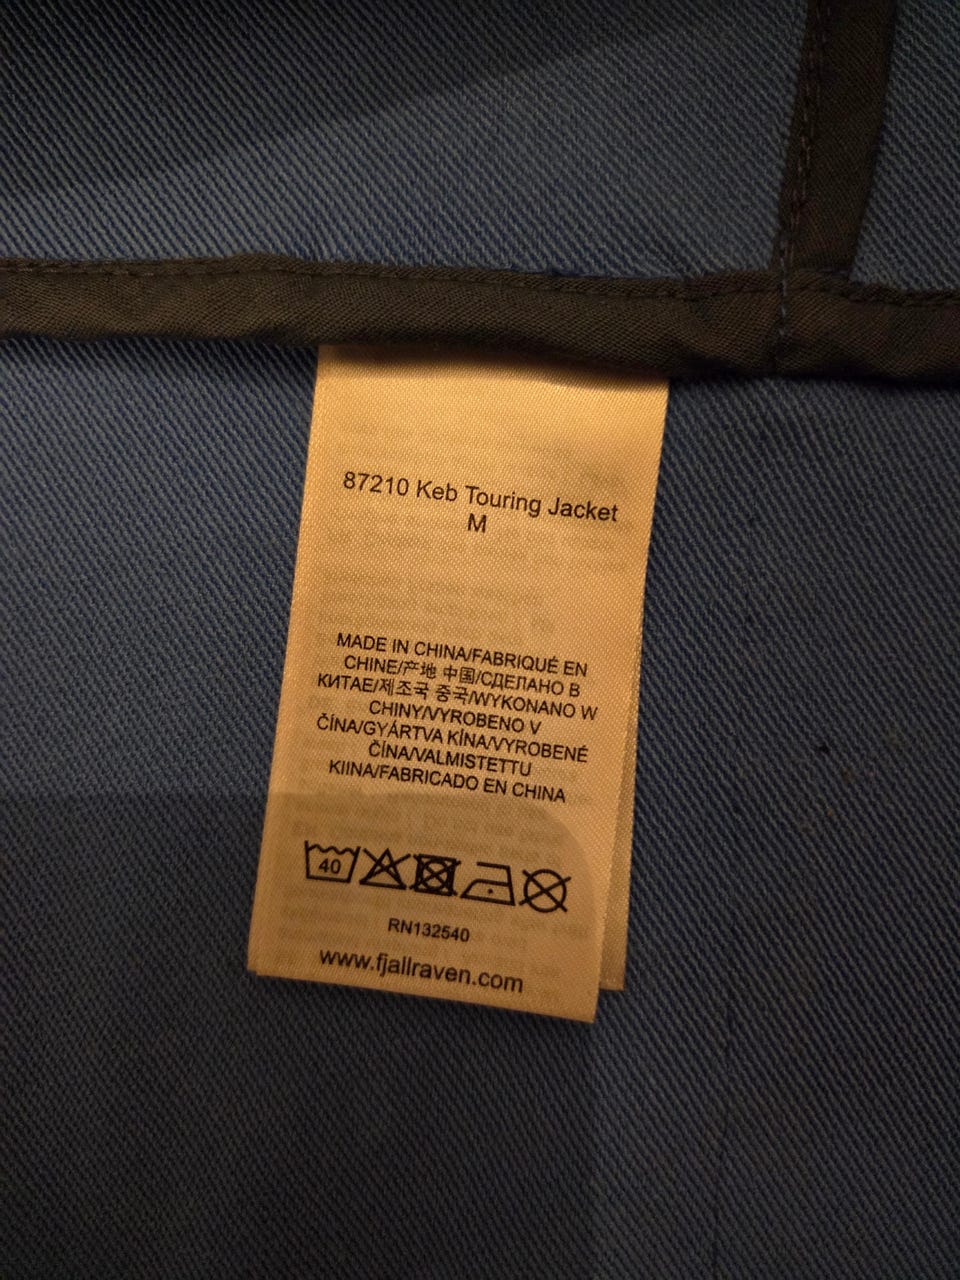 87210 Keb Touring Jacket
M
MADE IN CHINA/FABRIQUÉ EN
CHINE/产地 中国/СДЕЛАНО В
КИТАЕ/제조국 중국/WYKONANO W
CHINY/VYROBENO V
ČÍNA/GYÁRTVA KÍNA/VYROBENÉ
ČÍNA/VALMISTETTU
KIINA/FABRICADO EN CHINA
40
RN132540
www.fjallraven.com